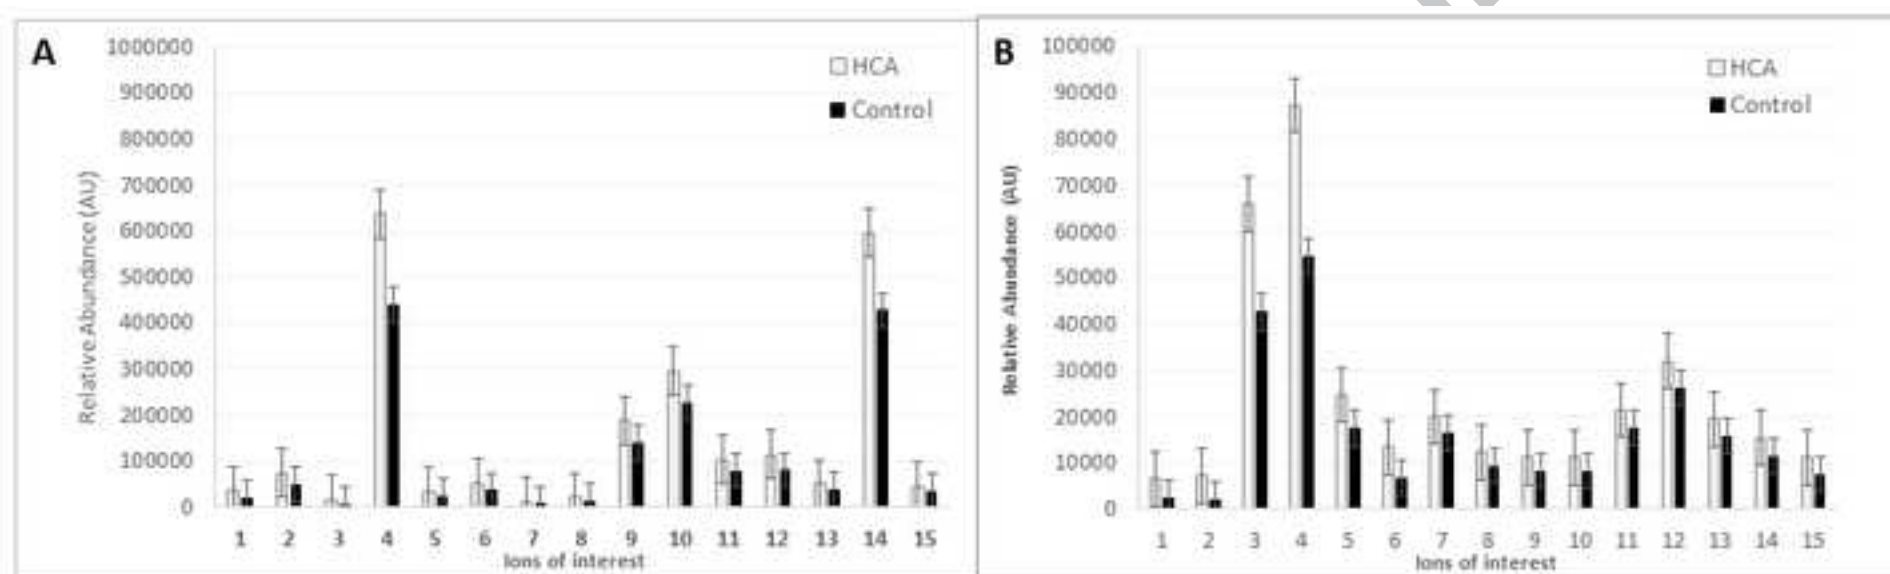 A
1000000
900000
800000
700000
600000
500000
400000
300000
200000
100000
0
Relative Abundance (AU)
HCA
Control
1 2 3 4 5 6 7 8 9 10 11 12 13 14 15
Ions of interest
B
100000
90000
80000
70000
60000
50000
40000
30000
20000
10000
0
Relative Abundance (AU)
HCA
Control
1 2 3 4 5 6 7 8 9 10 11 12 13 14 15
Ions of interest